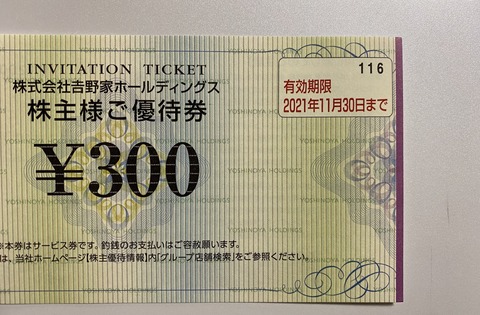 INVITATION TICKET
株式会社𠮷野家ホールディングス
株主様ご優待券
¥300
116
有効期限
2021年11月30日まで
※本券はサービス券です。釣銭のお支払いはご容赦願います。
は、当社ホームページ【株主優待情報】内「グループ店舗検索」をご参照ください。
YOSHINOYA HOLDINGS